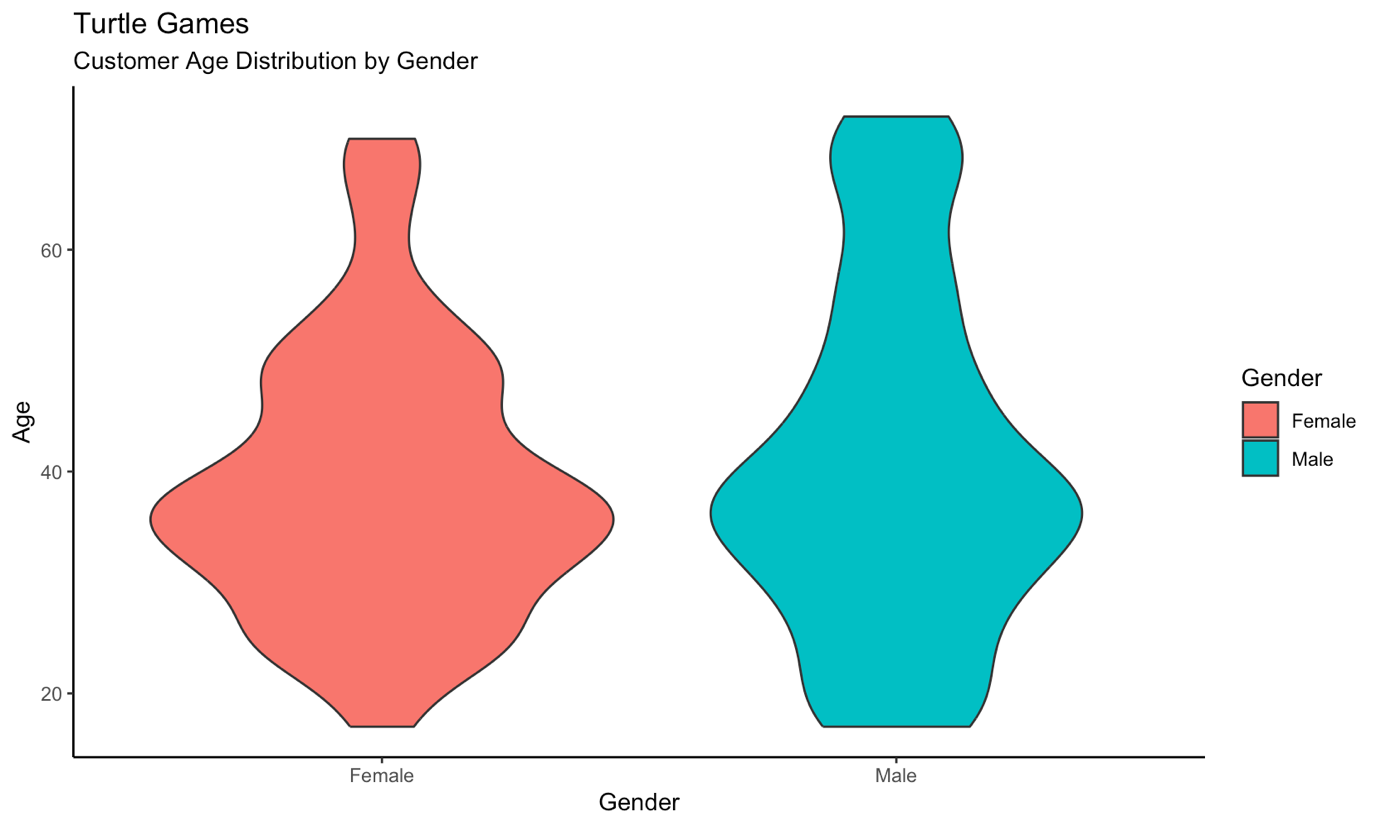 Turtle Games
Customer Age Distribution by Gender
Age
60
40
20
Female
Male
Gender
Gender
Female
Male